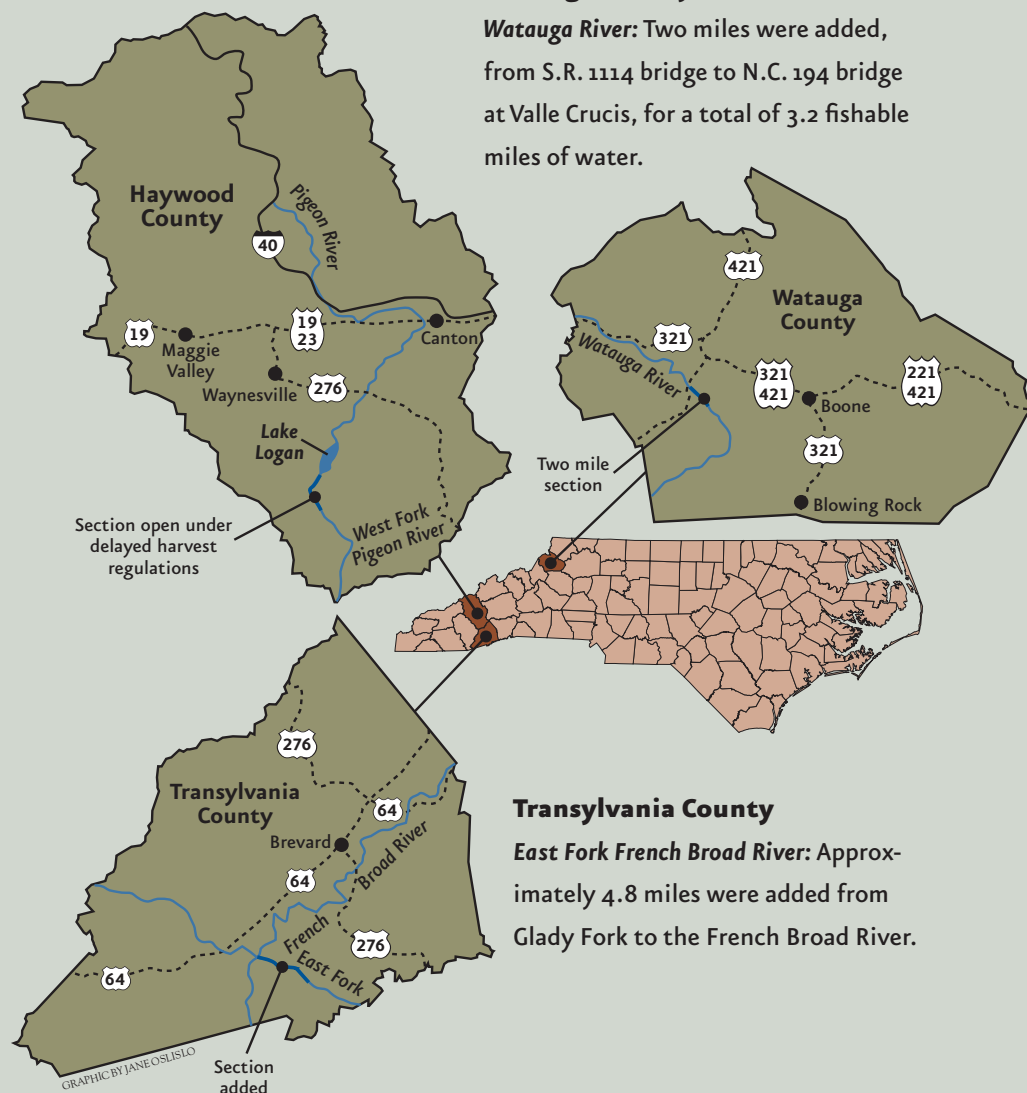 Watauga River: Two miles were added,
from S.R. 1114 bridge to N.C. 194 bridge
at Valle Crucis, for a total of 3.2 fishable
miles of water.
Haywood
County
Pigeon River
40
19
19
23
Maggie
Valley
Canton
Waynesville
276
Lake
Logan
Section open under
delayed harvest
regulations
West Fork
Pigeon River
421
Watauga
County
321
Watauga River
321
421
221
421
Boone
321
Two mile
section
Blowing Rock
276
Transylvania
County
64
Brevard
Broad River
64
French
276
East Fork
64
Section
added
GRAPHIC BY JANE OSLISLO
Transylvania County
East Fork French Broad River: Approx-
imately 4.8 miles were added from
Glady Fork to the French Broad River.